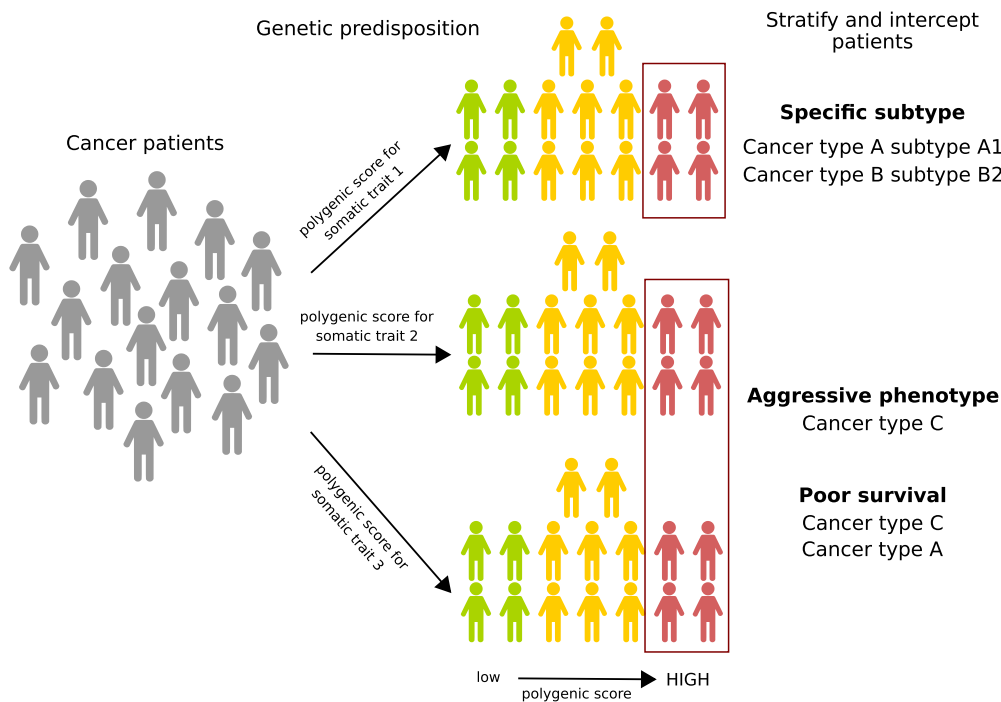 Genetic predisposition
Stratify and intercept
patients
Cancer patients
polygenic score for
somatic trait 1
Specific subtype
Cancer type A subtype A1
Cancer type B subtype B2
polygenic score for
somatic trait 2
Aggressive phenotype
Cancer type C
polygenic score for
somatic trait 3
Poor survival
Cancer type C
Cancer type A
low
HIGH
polygenic score